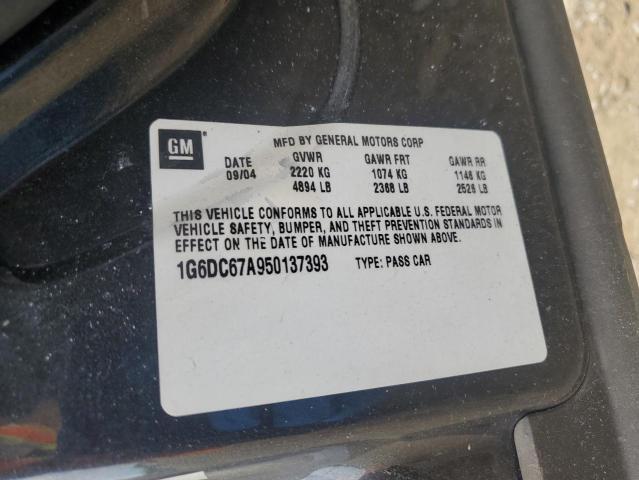 GM
MFD BY GENERAL MOTORS CORP
DATE GVWR GAWR FRT GAWR RR
09/04 2220 KG 1074 KG 1148 KG
4894 LB 2368 LB 2526 LB
THIS VEHICLE CONFORMS TO ALL APPLICABLE U.S. FEDERAL MOTOR
VEHICLE SAFETY, BUMPER, AND THEFT PREVENTION STANDARDS IN
EFFECT ON THE DATE OF MANUFACTURE SHOWN ABOVE.
1G6DC67A950137393 TYPE: PASS CAR